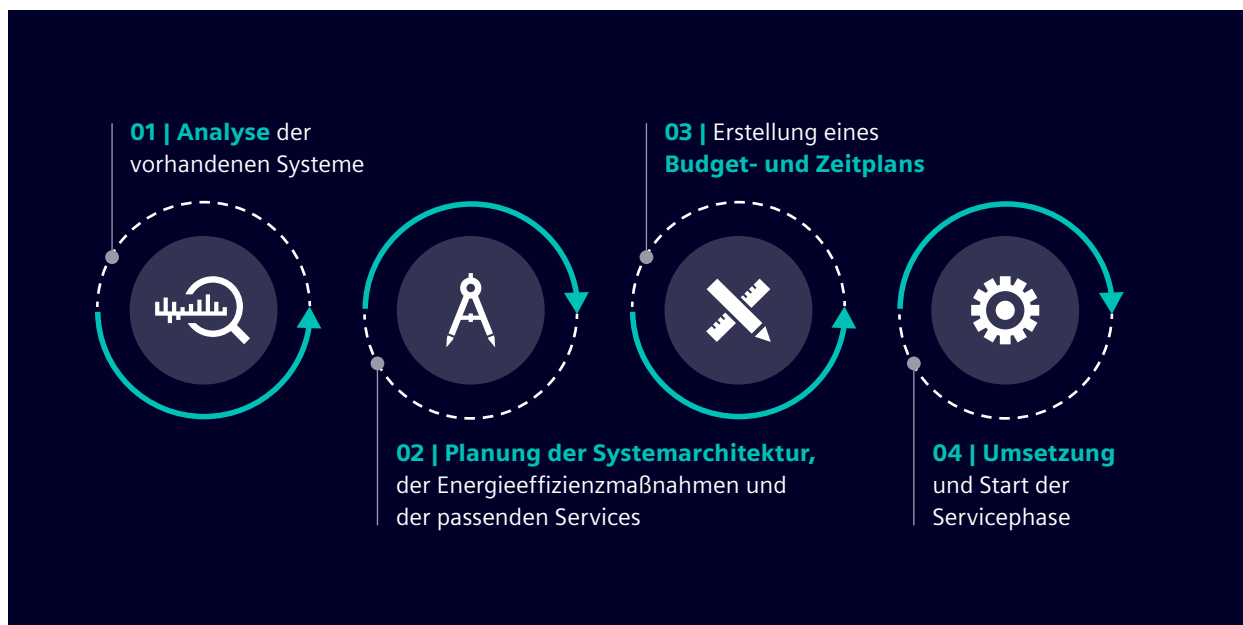 01 | Analyse der
vorhandenen Systeme
02 | Planung der Systemarchitektur,
der Energieeffizienzmaßnahmen und
der passenden Services
03 | Erstellung eines
Budget- und Zeitplans
04 | Umsetzung
und Start der
Servicephase